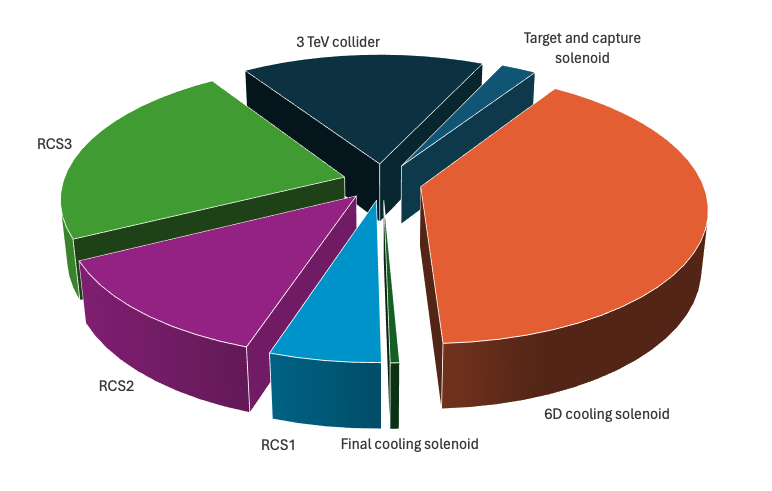 3 TeV collider
Target and capture
solenoid
RCS3
RCS2
6D cooling solenoid
RCS1
Final cooling solenoid